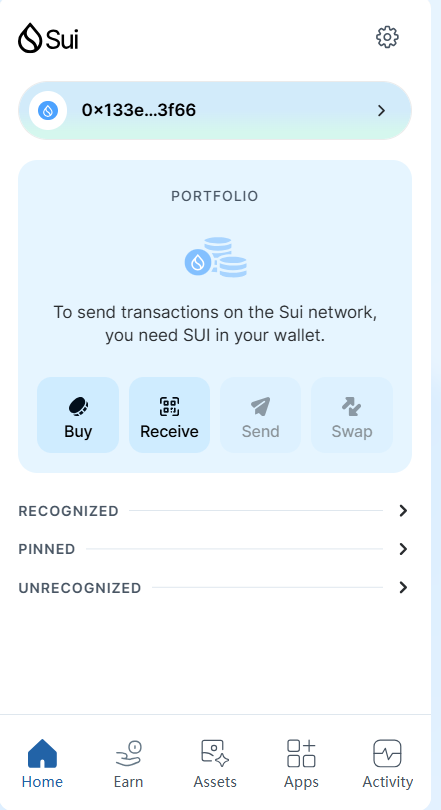 Sui
0×133e...3f66
PORTFOLIO
To send transactions on the Sui network,
you need SUI in your wallet.
Buy
Receive
Send
Swap
RECOGNIZED
PINNED
UNRECOGNIZED
Home
Earn
Assets
Apps
Activity